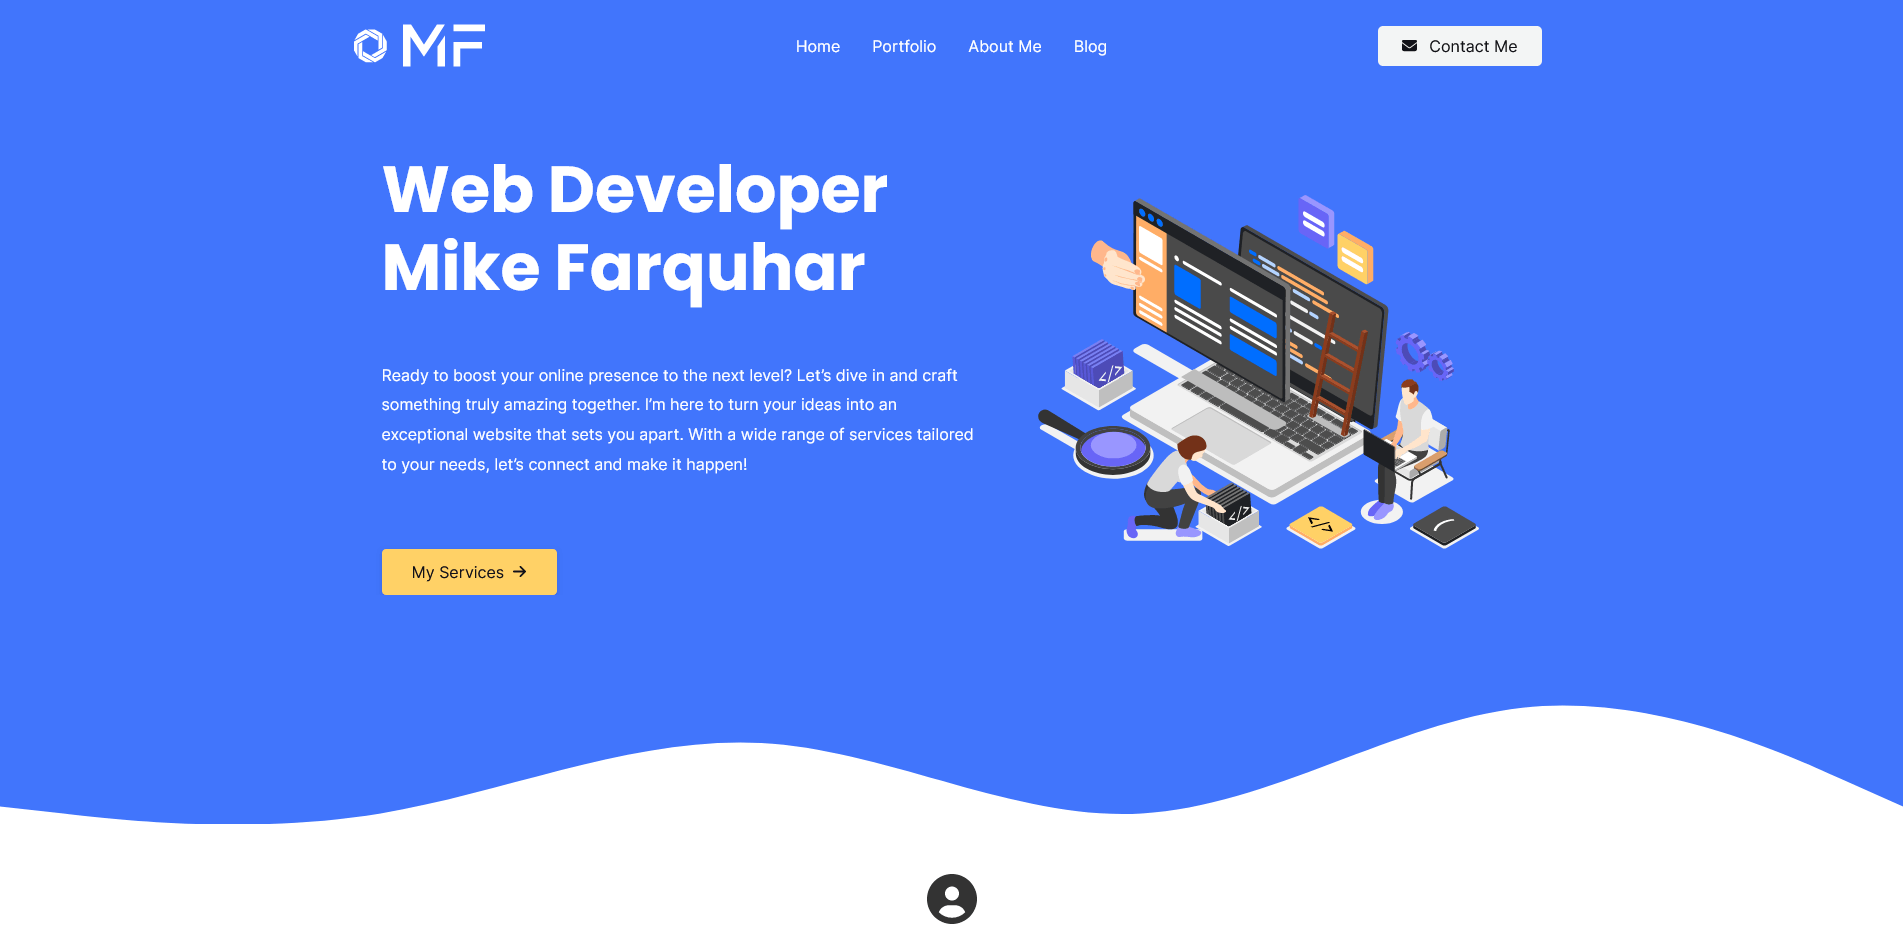 MF
Home
Portfolio
About Me
Blog
Contact Me
Web Developer
Mike Farquhar
Ready to boost your online presence to the next level? Let’s dive in and craft
something truly amazing together. I’m here to turn your ideas into an
exceptional website that sets you apart. With a wide range of services tailored
to your needs, let’s connect and make it happen!
</>
</>
</>
My Services